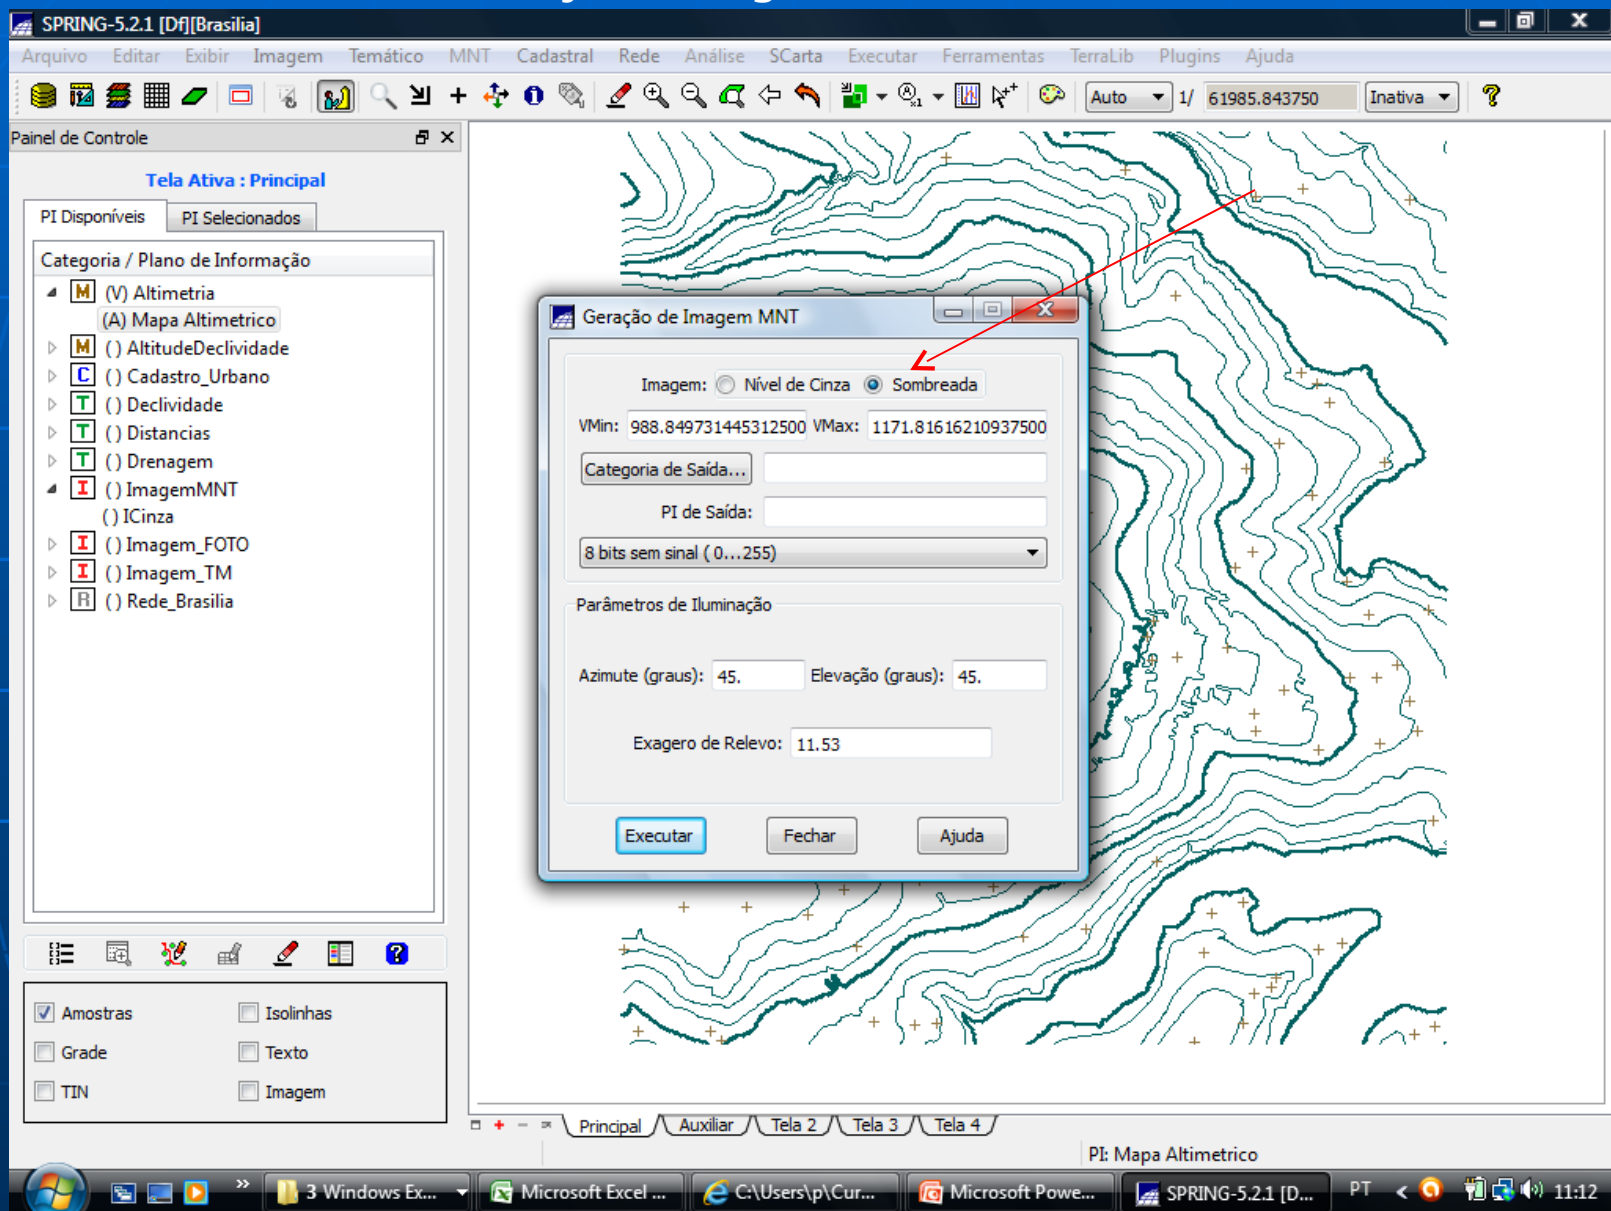 SPRING-5.2.1 [Df][Brasilia]
Arquivo Editar Exibir Imagem Temático MNT Cadastral Rede Análise SCarta Executar Ferramentas TerraLib Plugins Ajuda
Auto 1/ 61985.843750 Inativa
Painel de Controle
Tela Ativa : Principal
PI Disponíveis PI Selecionados
Categoria / Plano de Informação
M (V) Altimetria
(A) Mapa Altimetrico
M ( ) AltitudeDeclividade
C ( ) Cadastro_Urbano
T ( ) Declividade
T ( ) Distancias
T ( ) Drenagem
I ( ) ImagemMNT
( ) ICinza
I ( ) Imagem_FOTO
I ( ) Imagem_TM
R ( ) Rede_Brasilia
Amostras Isolinhas
Grade Texto
TIN Imagem
Geração de Imagem MNT
Imagem: Nível de Cinza Sombreada
VMin: 988.849731445312500 VMax: 1171.81616210937500
Categoria de Saída...
PI de Saída:
8 bits sem sinal ( 0...255)
Parâmetros de Iluminação
Azimute (graus): 45. Elevação (graus): 45.
Exagero de Relevo: 11.53
Executar Fechar Ajuda
Principal Auxiliar Tela 2 Tela 3 Tela 4
PI: Mapa Altimetrico
3 Windows Ex... Microsoft Excel ... C:\Users\p\Cur... Microsoft Powe... SPRING-5.2.1 [D... PT 11:12